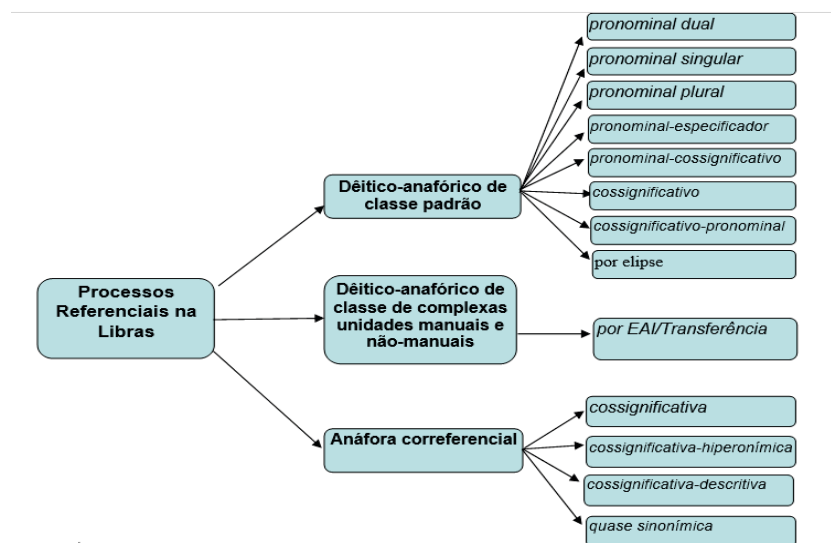 pronominal dual
pronominal singular
pronominal plural
pronominal-especificador
pronominal-cossignificativo
cossignificativo
cossignificativo-pronominal
por elipse
Dêitico-anafórico de
classe padrão
Processos
Referenciais na
Libras
Dêitico-anafórico de
classe de complexas
unidades manuais e
não-manuais
por EAI/Transferência
Anáfora correferencial
cossignificativa
cossignificativa-hiperonímica
cossignificativa-descritiva
quase sinonímica